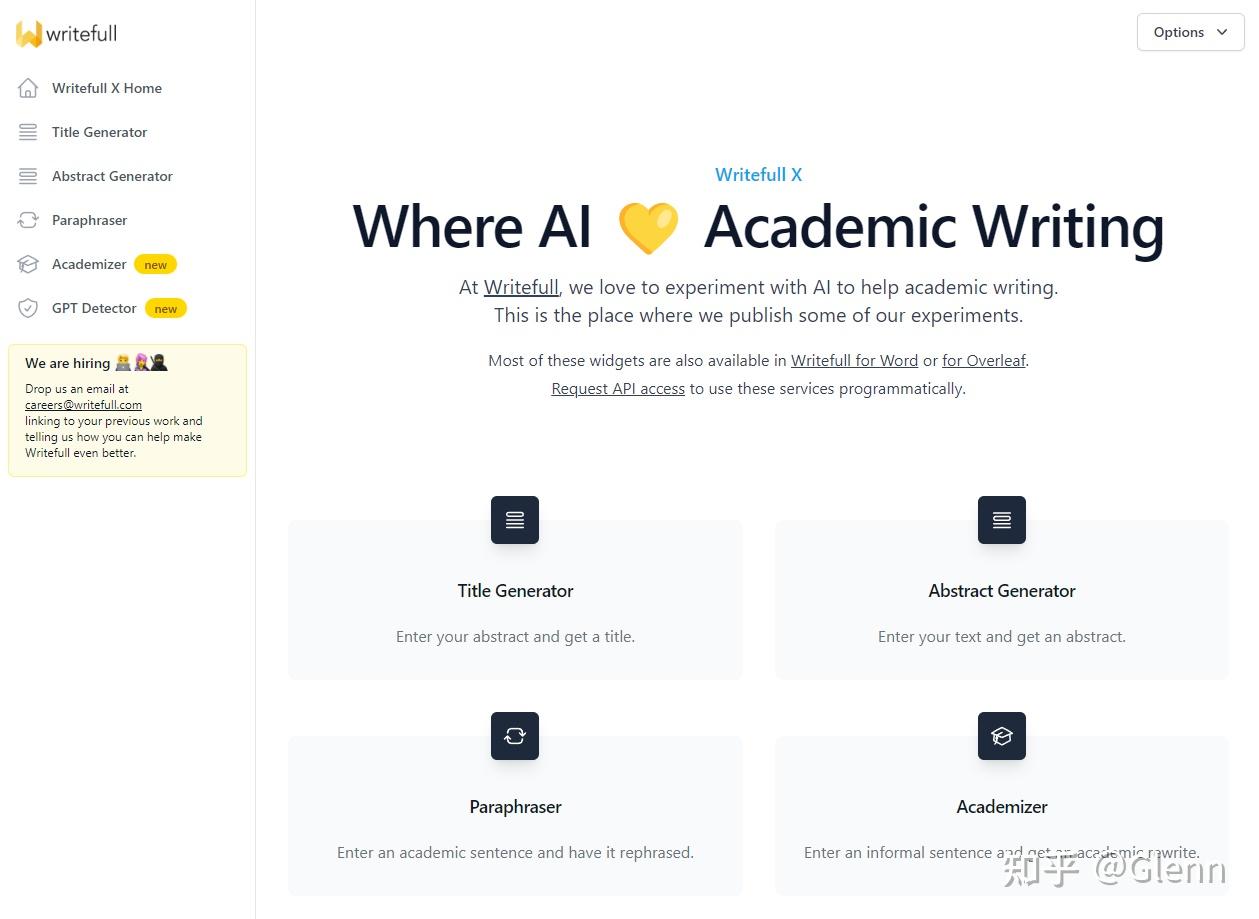 writefull
Options
Writefull X Home
Title Generator
Abstract Generator
Paraphraser
Academizer new
GPT Detector new
We are hiring
Drop us an email at
careers@writefull.com
linking to your previous work and
telling us how you can help make
Writefull even better.
Writefull X
Where AI 💛 Academic Writing
At Writefull, we love to experiment with AI to help academic writing.
This is the place where we publish some of our experiments.
Most of these widgets are also available in Writefull for Word or for Overleaf.
Request API access to use these services programmatically.
Title Generator
Enter your abstract and get a title.
Abstract Generator
Enter your text and get an abstract.
Paraphraser
Enter an academic sentence and have it rephrased.
Academizer
Enter an informal sentence and get an academic rewrite.
知乎 @Glenn